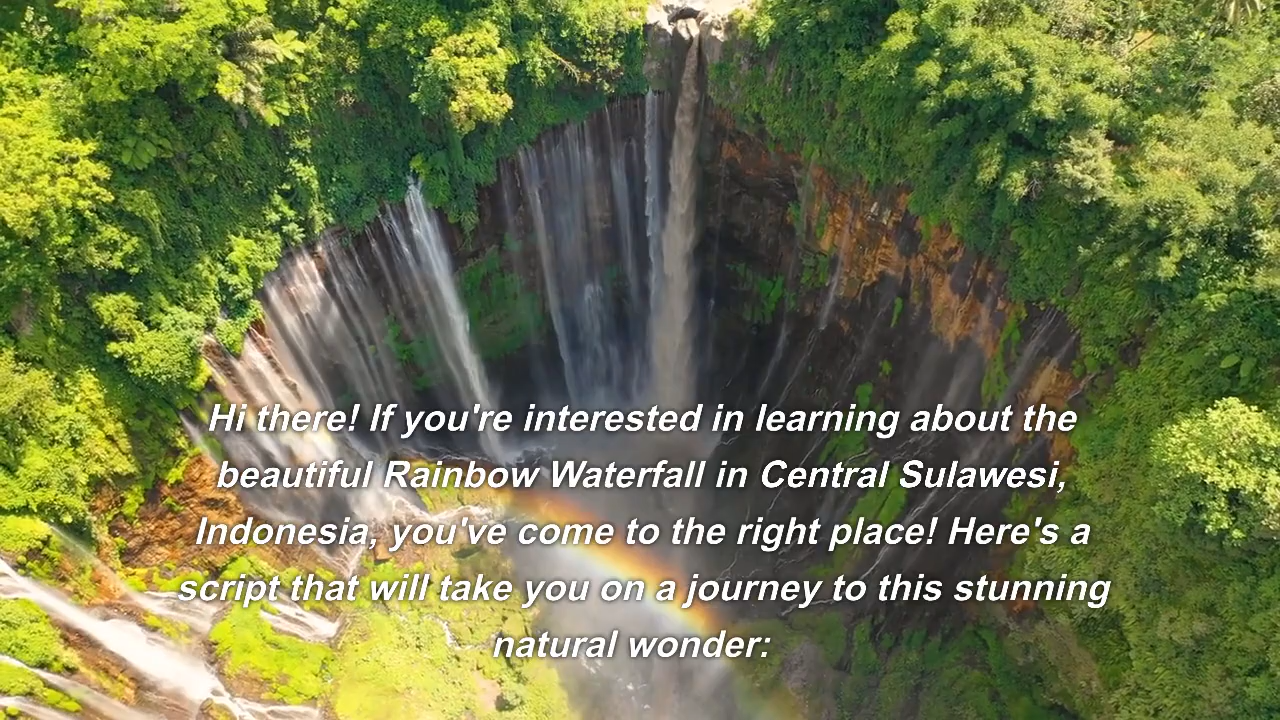 Hi there! If you're interested in learning about the
beautiful Rainbow Waterfall in Central Sulawesi,
Indonesia, you've come to the right place! Here's a
script that will take you on a journey to this stunning
natural wonder: